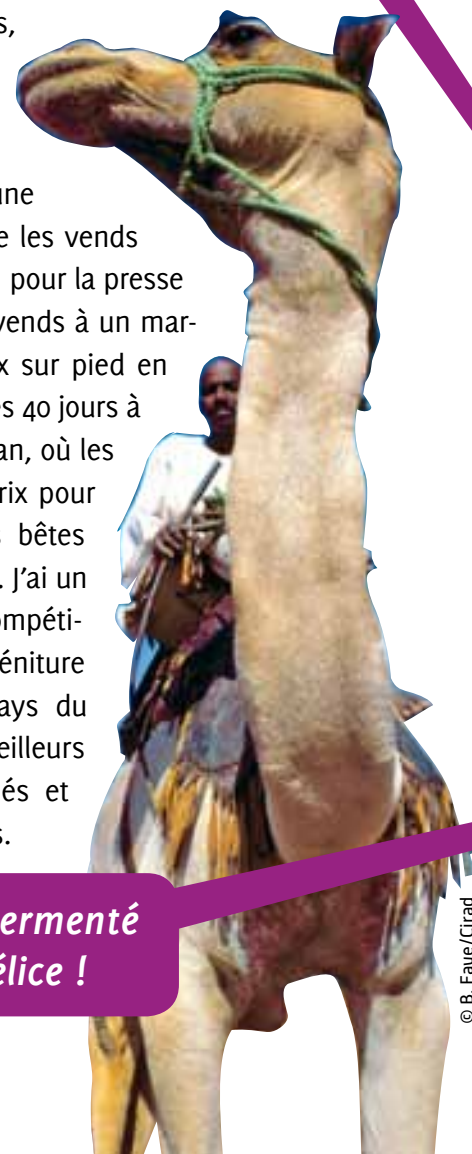 s,
une
e les vends
pour la presse
vends à un mar-
x sur pied en
es 40 jours à
an, où les
rix pour
bêtes
. J'ai un
ompéti-
éniture
ays du
eilleurs
és et
s.
ermenté
élice !
© B. Faye/Cirad